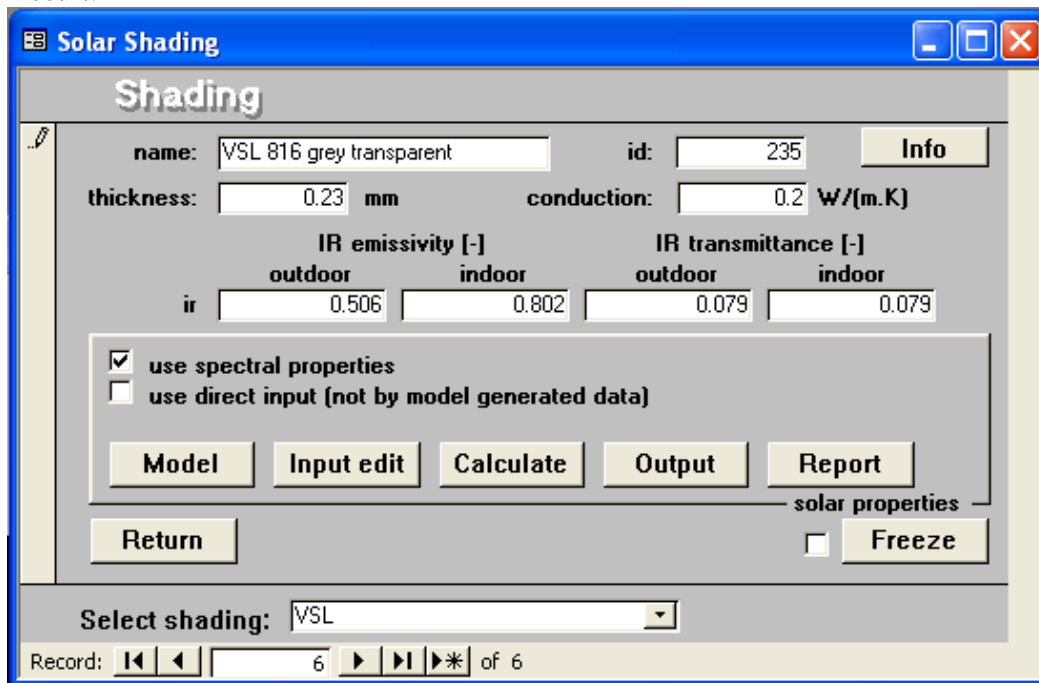 Solar Shading
Shading
name: VSL 816 grey transparent id: 235 Info
thickness: 0.23 mm conduction: 0.2 W/(m.K)
IR emissivity [-] IR transmittance [-]
outdoor indoor outdoor indoor
ir 0.506 0.802 0.079 0.079
use spectral properties
use direct input (not by model generated data)
Model Input edit Calculate Output Report
solar properties
Return Freeze
Select shading: VSL
Record: 6 of 6